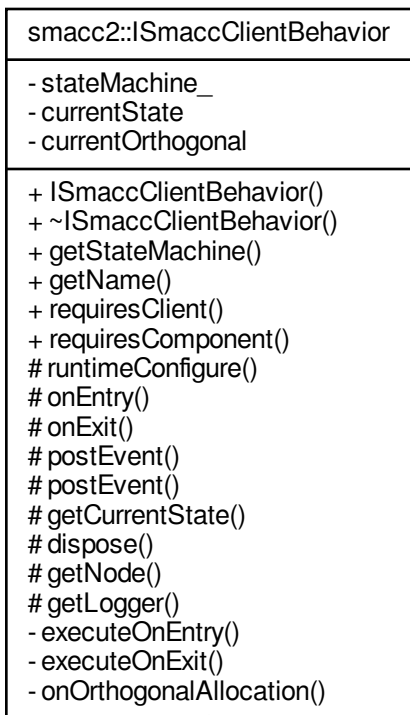 smacc2::ISmaccClientBehavior
- stateMachine_
- currentState
- currentOrthogonal
+ ISmaccClientBehavior()
+ ~ISmaccClientBehavior()
+ getStateMachine()
+ getName()
+ requiresClient()
+ requiresComponent()
# runtimeConfigure()
# onEntry()
# onExit()
# postEvent()
# postEvent()
# getCurrentState()
# dispose()
# getNode()
# getLogger()
- executeOnEntry()
- executeOnExit()
- onOrthogonalAllocation()